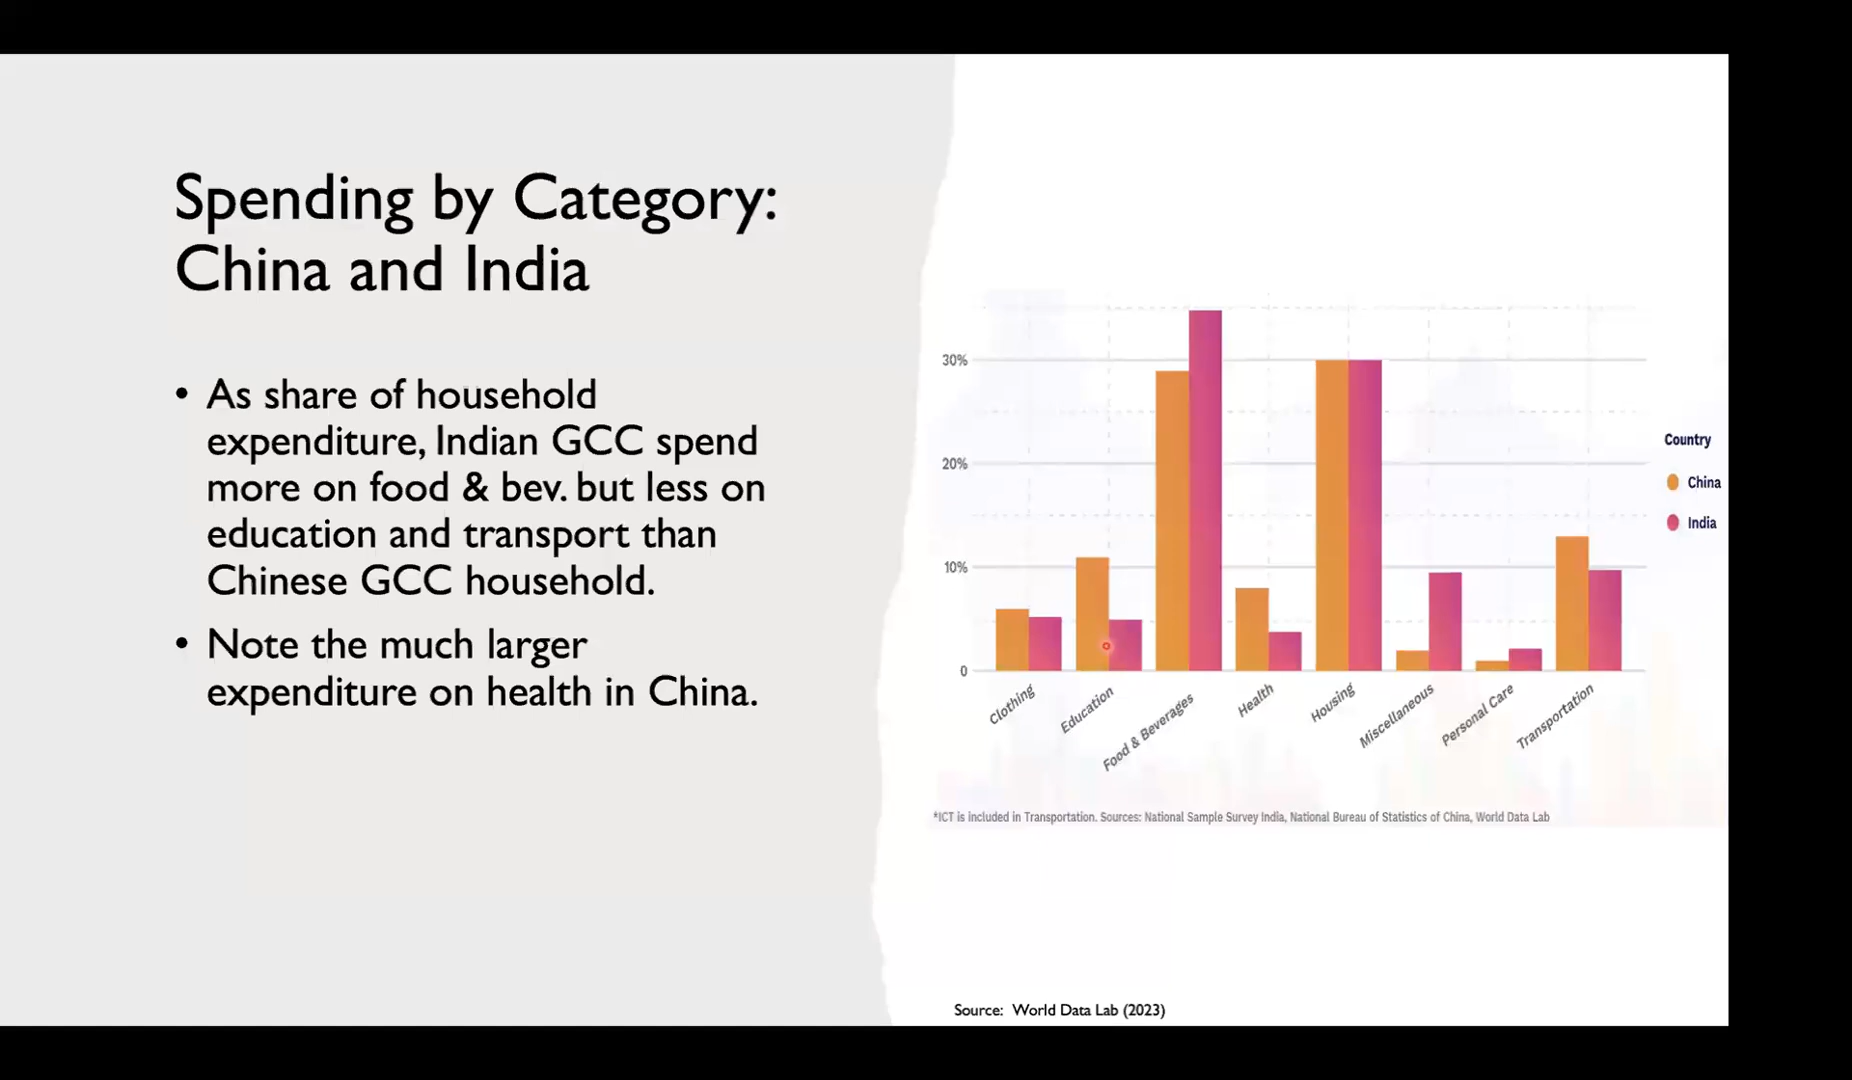 Spending by Category:
China and India
• As share of household
expenditure, Indian GCC spend
more on food & bev. but less on
education and transport than
Chinese GCC household.
• Note the much larger
expenditure on health in China.
30%
20%
10%
0
Clothing
Education
Food & Beverages
Health
Housing
Miscellaneous
Personal Care
Transportation
Country
China
India
*ICT is included in Transportation. Sources: National Sample Survey India, National Bureau of Statistics of China, World Data Lab
Source: World Data Lab (2023)